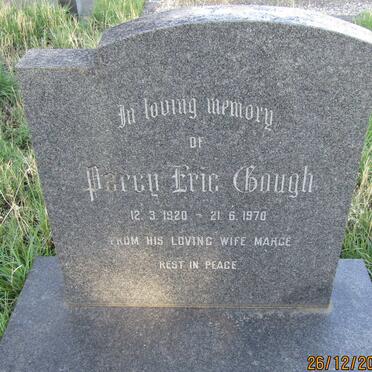 In loving memory
OF
Percy Eric Gough
12. 3. 1920 - 21. 6. 1970
FROM HIS LOVING WIFE MARGE
REST IN PEACE
26/12/20